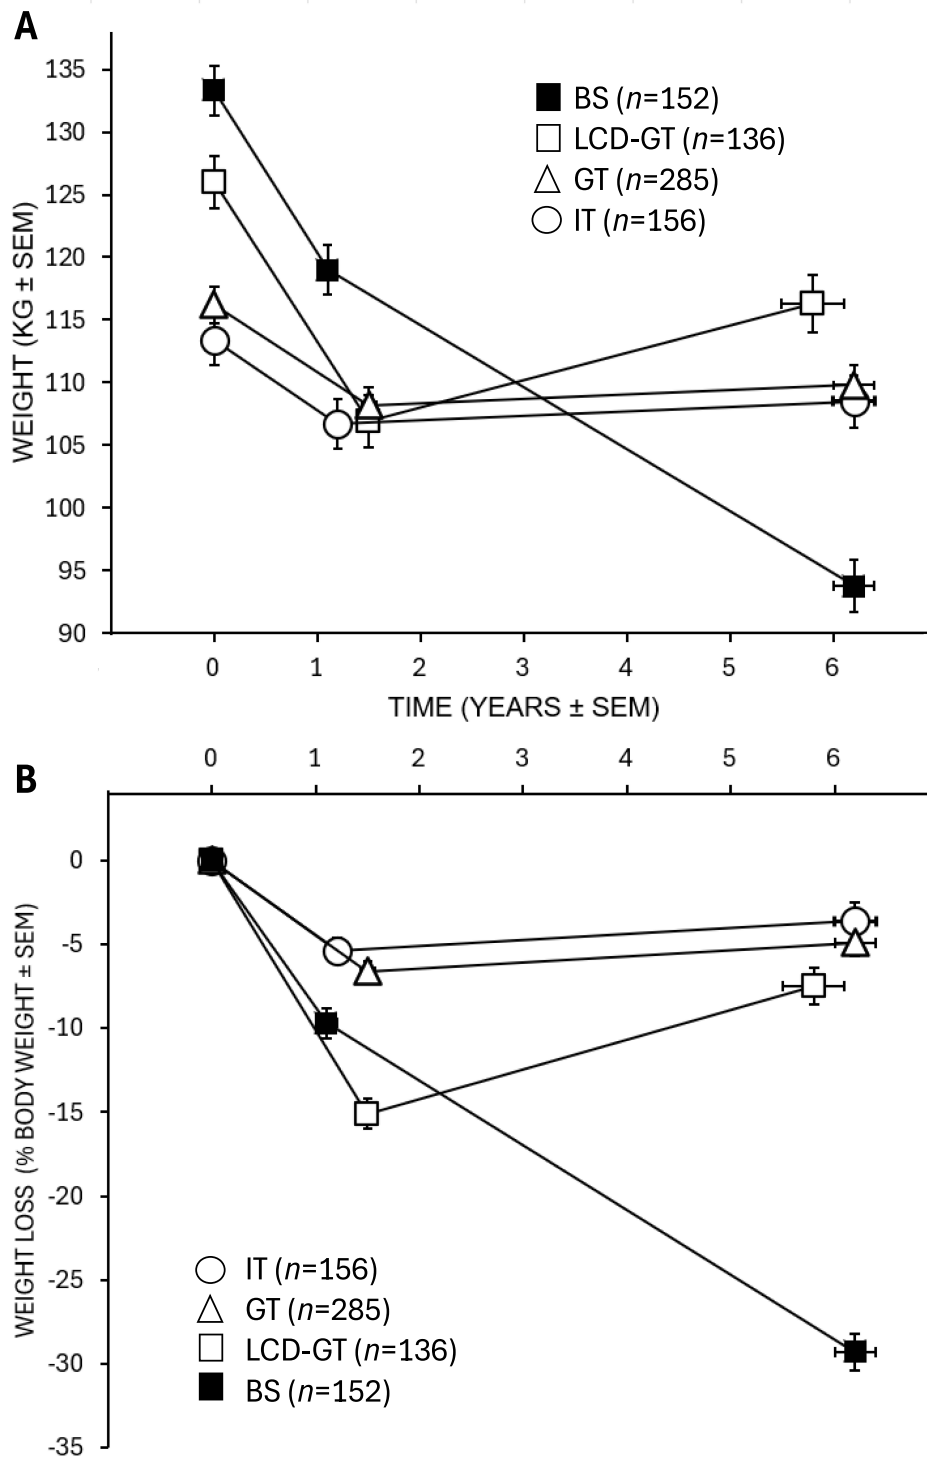 A
135
130
125
120
115
110
105
100
95
90
WEIGHT (KG ± SEM)
BS (n=152)
LCD-GT (n=136)
GT (n=285)
IT (n=156)
0 1 2 3 4 5 6
TIME (YEARS ± SEM)
0 1 2 3 4 5 6
B
0
-5
-10
-15
-20
-25
-30
-35
WEIGHT LOSS (% BODY WEIGHT ± SEM)
IT (n=156)
GT (n=285)
LCD-GT (n=136)
BS (n=152)